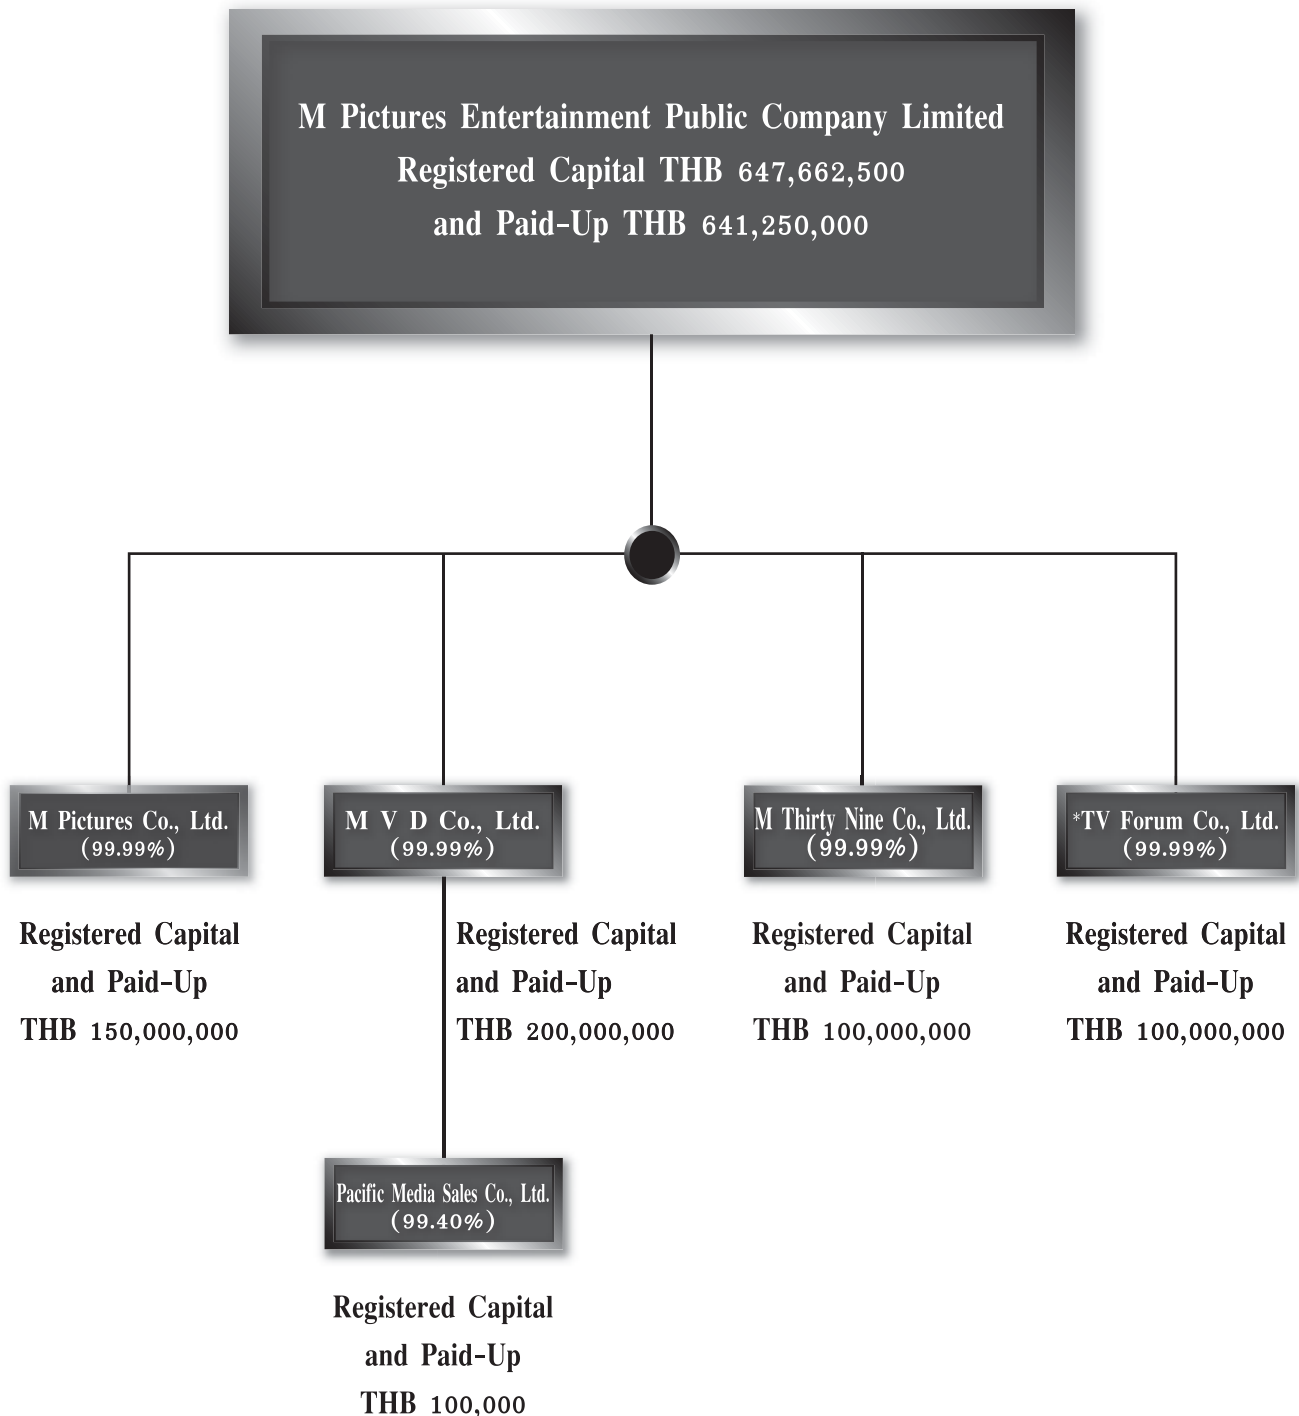 M Pictures Entertainment Public Company Limited
Registered Capital THB 647,662,500
and Paid-Up THB 641,250,000
M Pictures Co., Ltd.
(99.99%)
Registered Capital
and Paid-Up
THB 150,000,000
M V D Co., Ltd.
(99.99%)
Registered Capital
and Paid-Up
THB 200,000,000
M Thirty Nine Co., Ltd.
(99.99%)
Registered Capital
and Paid-Up
THB 100,000,000
*TV Forum Co., Ltd.
(99.99%)
Registered Capital
and Paid-Up
THB 100,000,000
Pacific Media Sales Co., Ltd.
(99.40%)
Registered Capital
and Paid-Up
THB 100,000